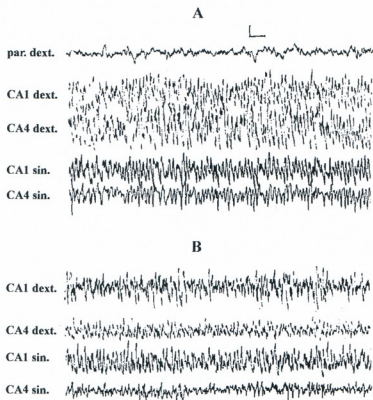 A
par. dext.
CA1 dext.
CA4 dext.
CA1 sin.
CA4 sin.
B
CA1 dext.
CA4 dext.
CA1 sin.
CA4 sin.